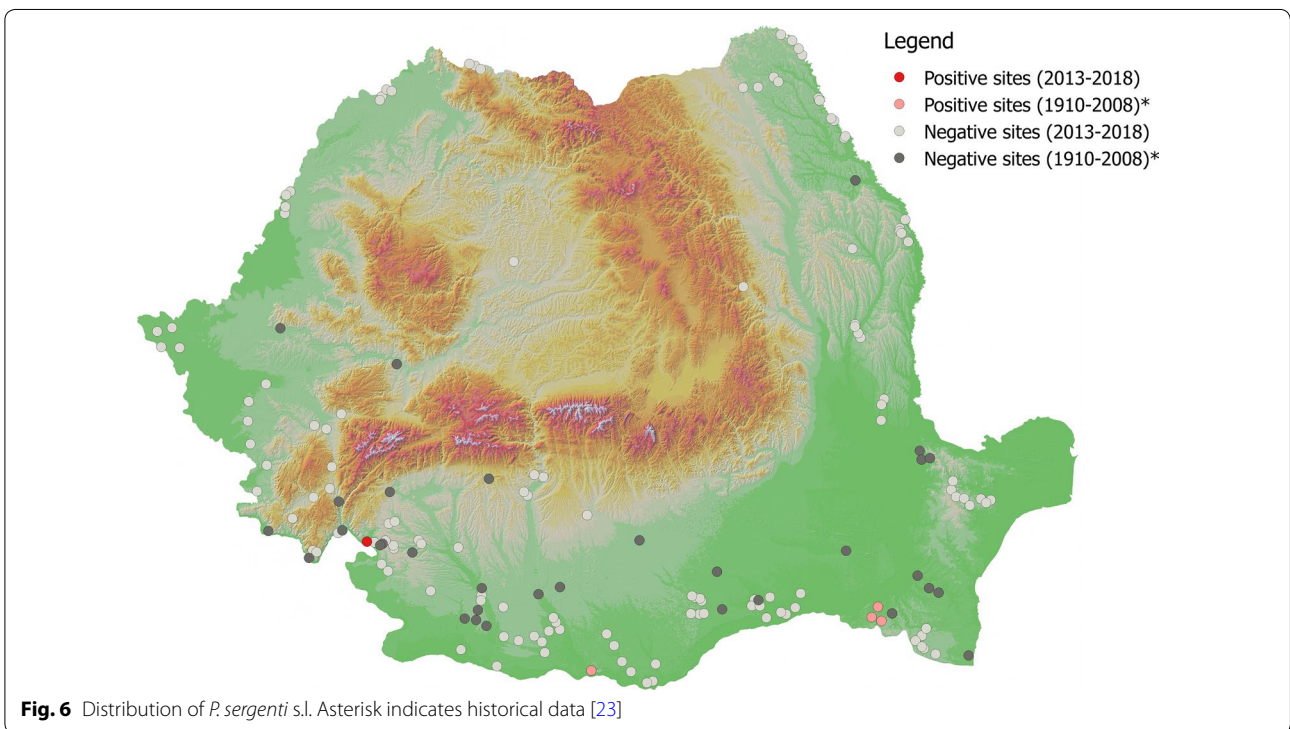 Legend
Positive sites (2013-2018)
Positive sites (1910-2008)*
Negative sites (2013-2018)
Negative sites (1910-2008)*
Fig. 6 Distribution of P. sergenti s.l. Asterisk indicates historical data [23]